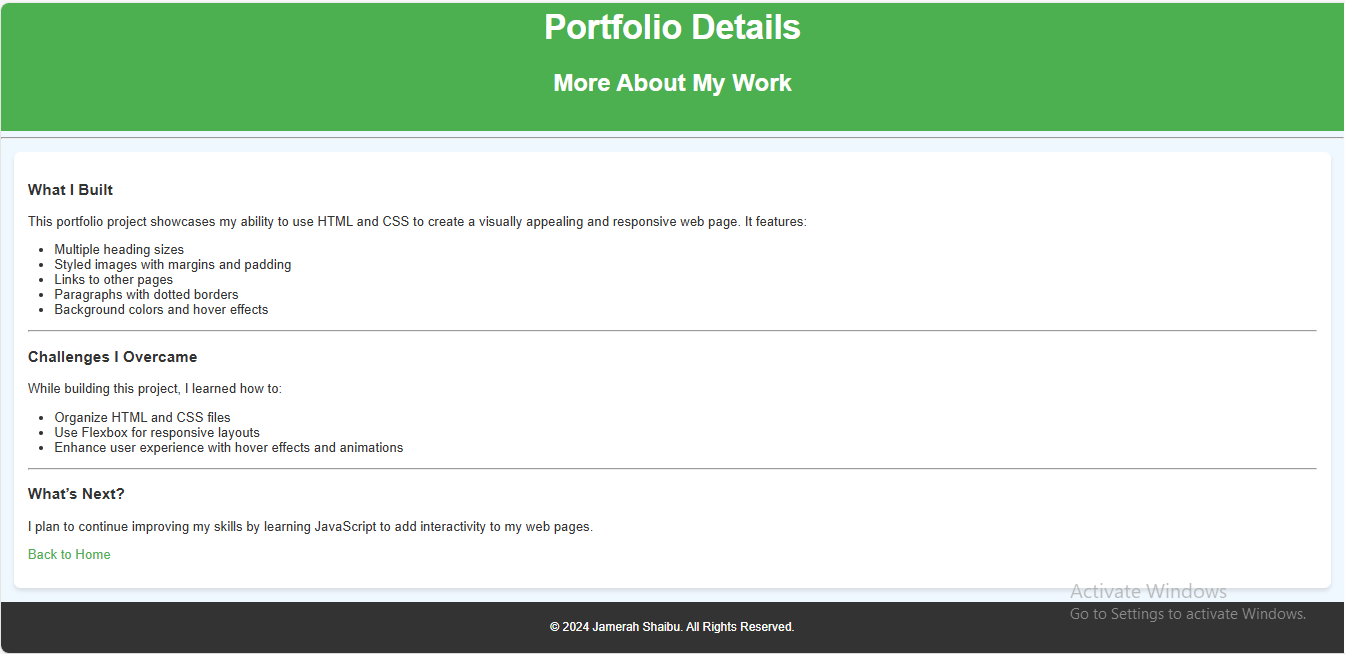 Portfolio Details
More About My Work
What I Built
This portfolio project showcases my ability to use HTML and CSS to create a visually appealing and responsive web page. It features:
• Multiple heading sizes
• Styled images with margins and padding
• Links to other pages
• Paragraphs with dotted borders
• Background colors and hover effects
Challenges I Overcame
While building this project, I learned how to:
• Organize HTML and CSS files
• Use Flexbox for responsive layouts
• Enhance user experience with hover effects and animations
What’s Next?
I plan to continue improving my skills by learning JavaScript to add interactivity to my web pages.
Back to Home
Activate Windows
Go to Settings to activate Windows.
© 2024 Jamerah Shaibu. All Rights Reserved.